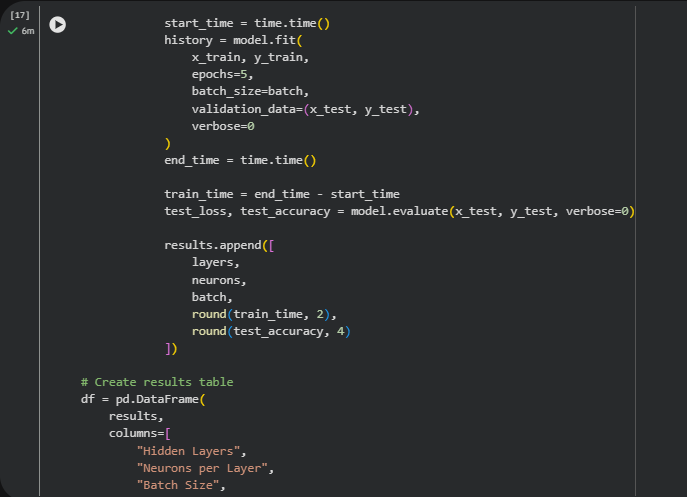 [17]
6m
start_time = time.time()
history = model.fit(
x_train, y_train,
epochs=5,
batch_size=batch,
validation_data=(x_test, y_test),
verbose=0
)
end_time = time.time()
train_time = end_time - start_time
test_loss, test_accuracy = model.evaluate(x_test, y_test, verbose=0)
results.append([
layers,
neurons,
batch,
round(train_time, 2),
round(test_accuracy, 4)
])
# Create results table
df = pd.DataFrame(
results,
columns=[
"Hidden Layers",
"Neurons per Layer",
"Batch Size",